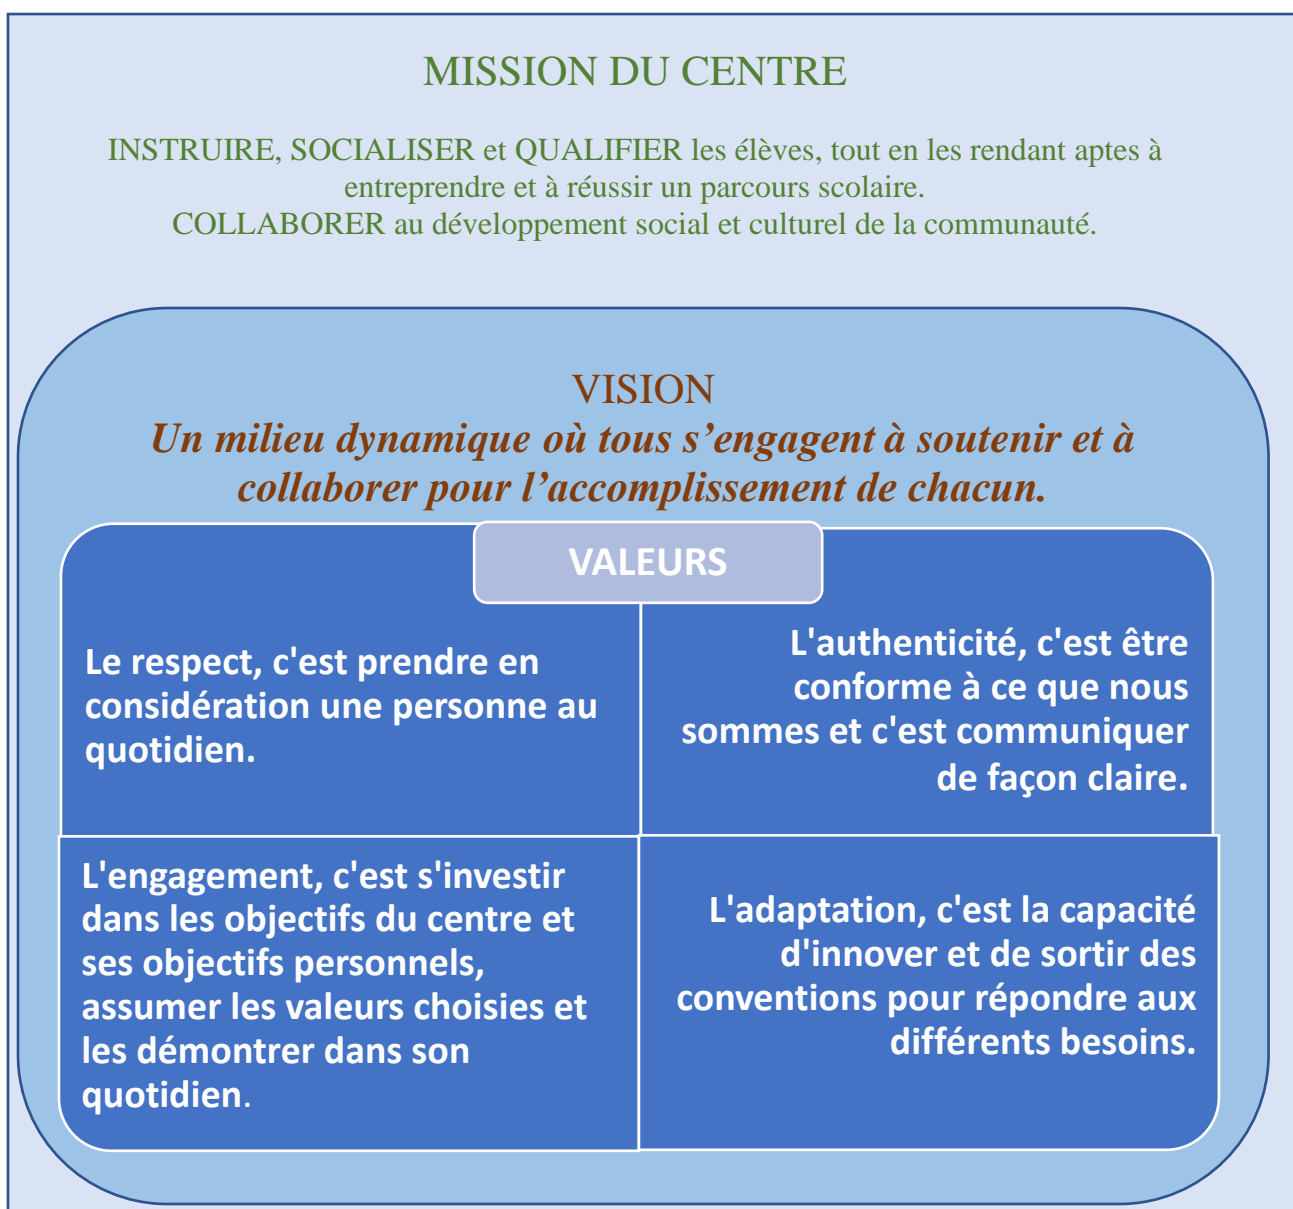 MISSION DU CENTRE
INSTRUIRE, SOCIALISER et QUALIFIER les élèves, tout en les rendant aptes à
entreprendre et à réussir un parcours scolaire.
COLLABORER au développement social et culturel de la communauté.
VISION
Un milieu dynamique où tous s’engagent à soutenir et à
collaborer pour l’accomplissement de chacun.
VALEURS
Le respect, c'est prendre en
considération une personne au
quotidien.
L'authenticité, c'est être
conforme à ce que nous
sommes et c'est communiquer
de façon claire.
L'engagement, c'est s'investir
dans les objectifs du centre et
ses objectifs personnels,
assumer les valeurs choisies et
les démontrer dans son
quotidien.
L'adaptation, c'est la capacité
d'innover et de sortir des
conventions pour répondre aux
différents besoins.